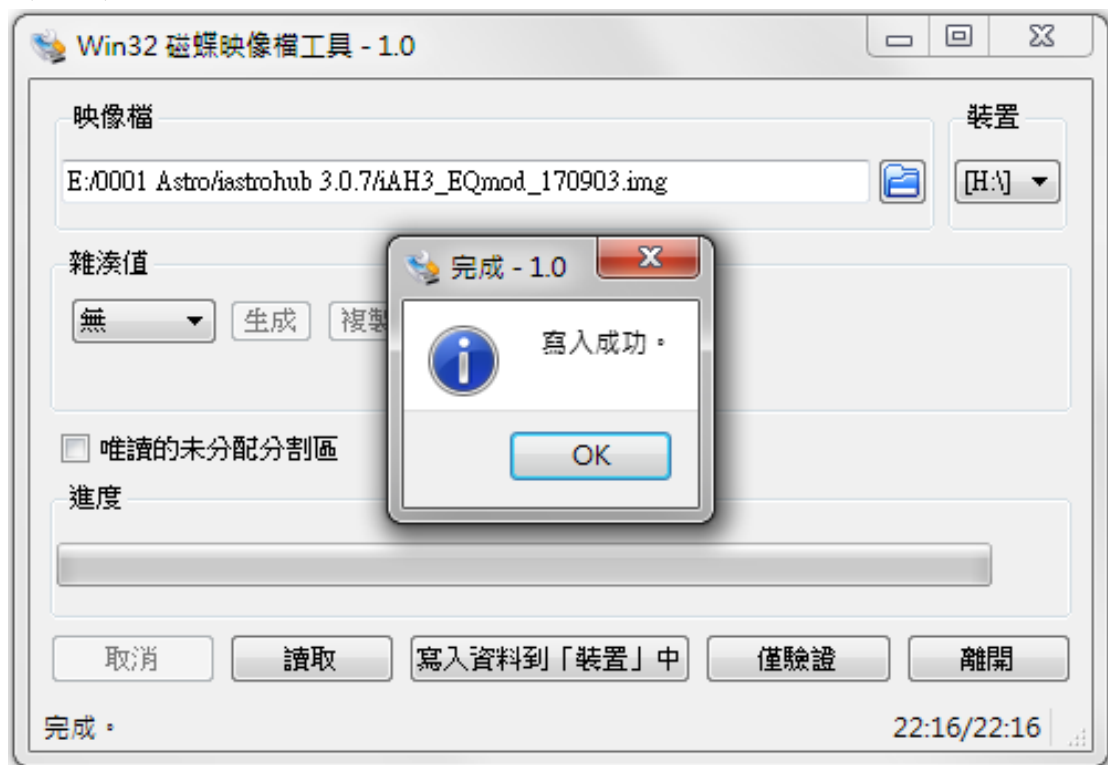 Win32 磁蝶映像檔工具 - 1.0
映像檔
裝置
E:/0001 Astro/iastrohub 3.0.7/iAH3_EQmod_170903.img
[H:\]
雜湊值
無
生成
複製
完成 - 1.0
寫入成功。
OK
唯讀的未分配分割區
進度
取消
讀取
寫入資料到「裝置」中
僅驗證
離開
完成。
22:16/22:16